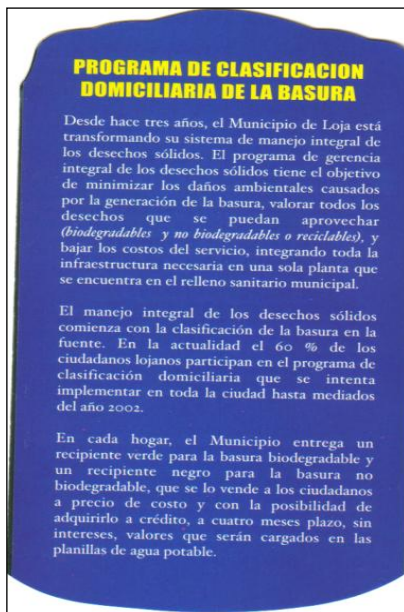 PROGRAMA DE CLASIFICACION
DOMICILIARIA DE LA BASURA
Desde hace tres años, el Municipio de Loja está
transformando su sistema de manejo integral de
los desechos sólidos. El programa de gerencia
integral de los desechos sólidos tiene el objetivo
de minimizar los daños ambientales causados
por la generación de la basura, valorar todos los
desechos que se puedan aprovechar
(biodegradables y no biodegradables o reciclables), y
bajar los costos del servicio, integrando toda la
infraestructura necesaria en una sola planta que
se encuentra en el relleno sanitario municipal.
El manejo integral de los desechos sólidos
comienza con la clasificación de la basura en la
fuente. En la actualidad el 60 % de los
ciudadanos lojanos participan en el programa de
clasificación domiciliaria que se intenta
implementar en toda la ciudad hasta mediados
del año 2002.
En cada hogar, el Municipio entrega un
recipiente verde para la basura biodegradable y
un recipiente negro para la basura no
biodegradable, que se lo vende a los ciudadanos
a precio de costo y con la posibilidad de
adquirirlo a crédito, a cuatro meses plazo, sin
intereses, valores que serán cargados en las
planillas de agua potable.